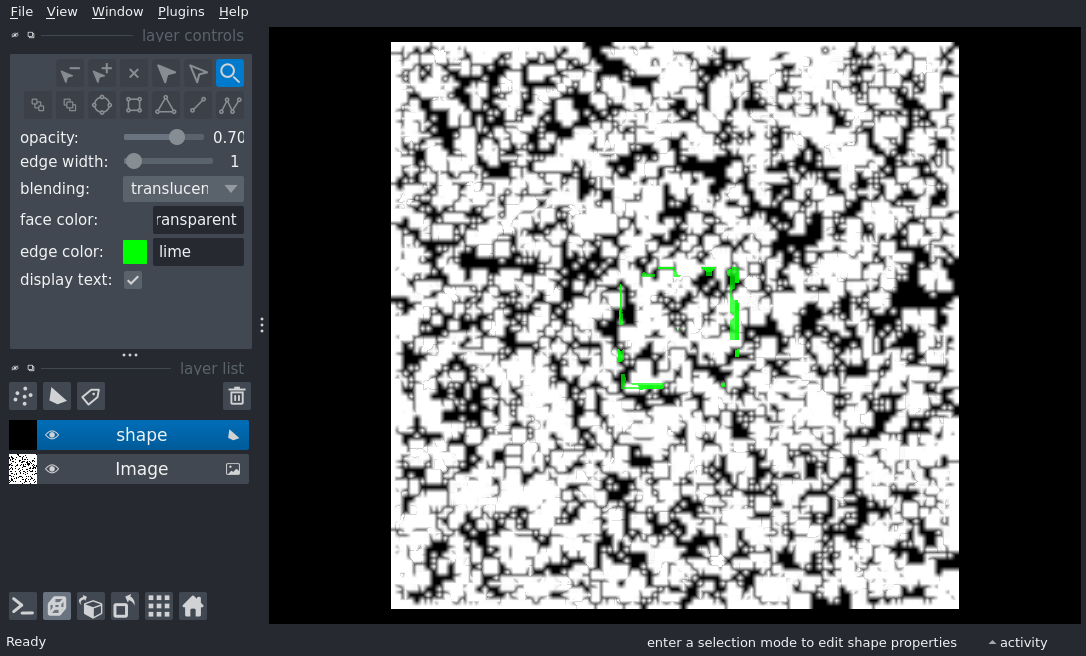 File View Window Plugins Help
layer controls
opacity: 0.70
edge width: 1
blending: translucen
face color: ransparent
edge color: lime
display text:
layer list
shape
Image
Ready
enter a selection mode to edit shape properties
activity